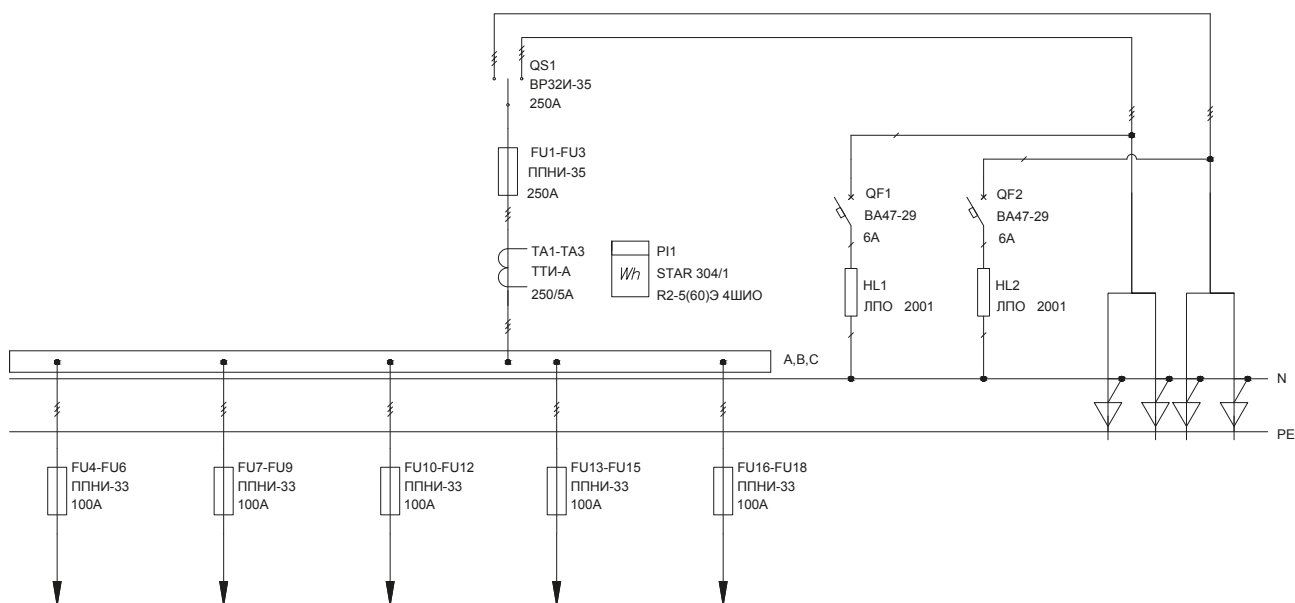 QS1
ВР32И-35
250А
FU1-FU3
ППНИ-35
250А
TA1-TA3
ТТИ-А
250/5А
Wh
PI1
STAR 304/1
R2-5(60)Э 4ШИО
QF1
ВА47-29
6А
QF2
ВА47-29
6А
HL1
ЛПО 2001
HL2
ЛПО 2001
A,B,C
N
PE
FU4-FU6
ППНИ-33
100А
FU7-FU9
ППНИ-33
100А
FU10-FU12
ППНИ-33
100А
FU13-FU15
ППНИ-33
100А
FU16-FU18
ППНИ-33
100А